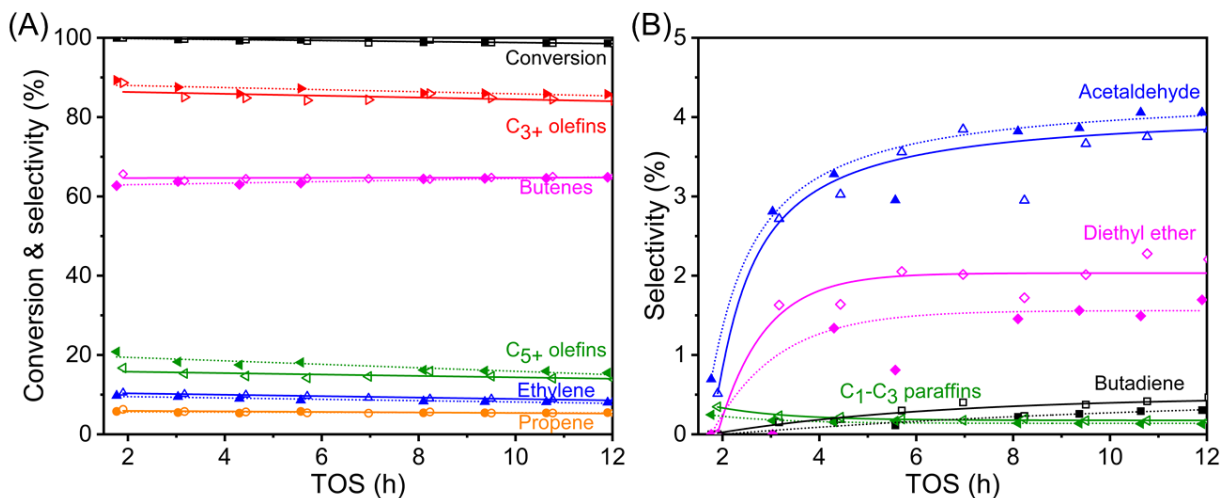 (A)
100
80
60
40
20
0
Conversion & selectivity (%)
Conversion
C3+ olefins
Butenes
C5+ olefins
Ethylene
Propene
2 4 6 8 10 12
TOS (h)
(B)
5
4
3
2
1
0
Selectivity (%)
Acetaldehyde
Diethyl ether
C1-C3 paraffins
Butadiene
2 4 6 8 10 12
TOS (h)